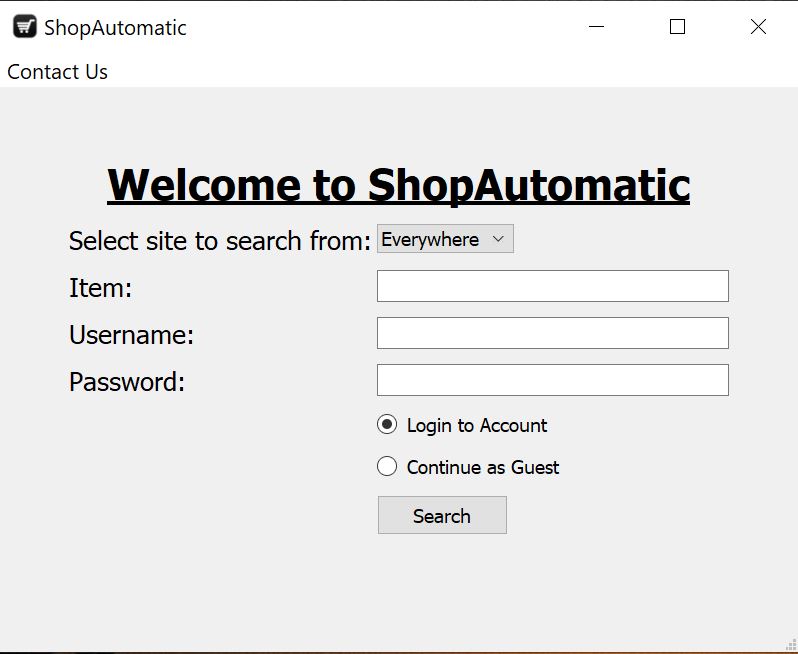 ShopAutomatic
Contact Us
Welcome to ShopAutomatic
Select site to search from: Everywhere
Item:
Username:
Password:
Login to Account
Continue as Guest
Search